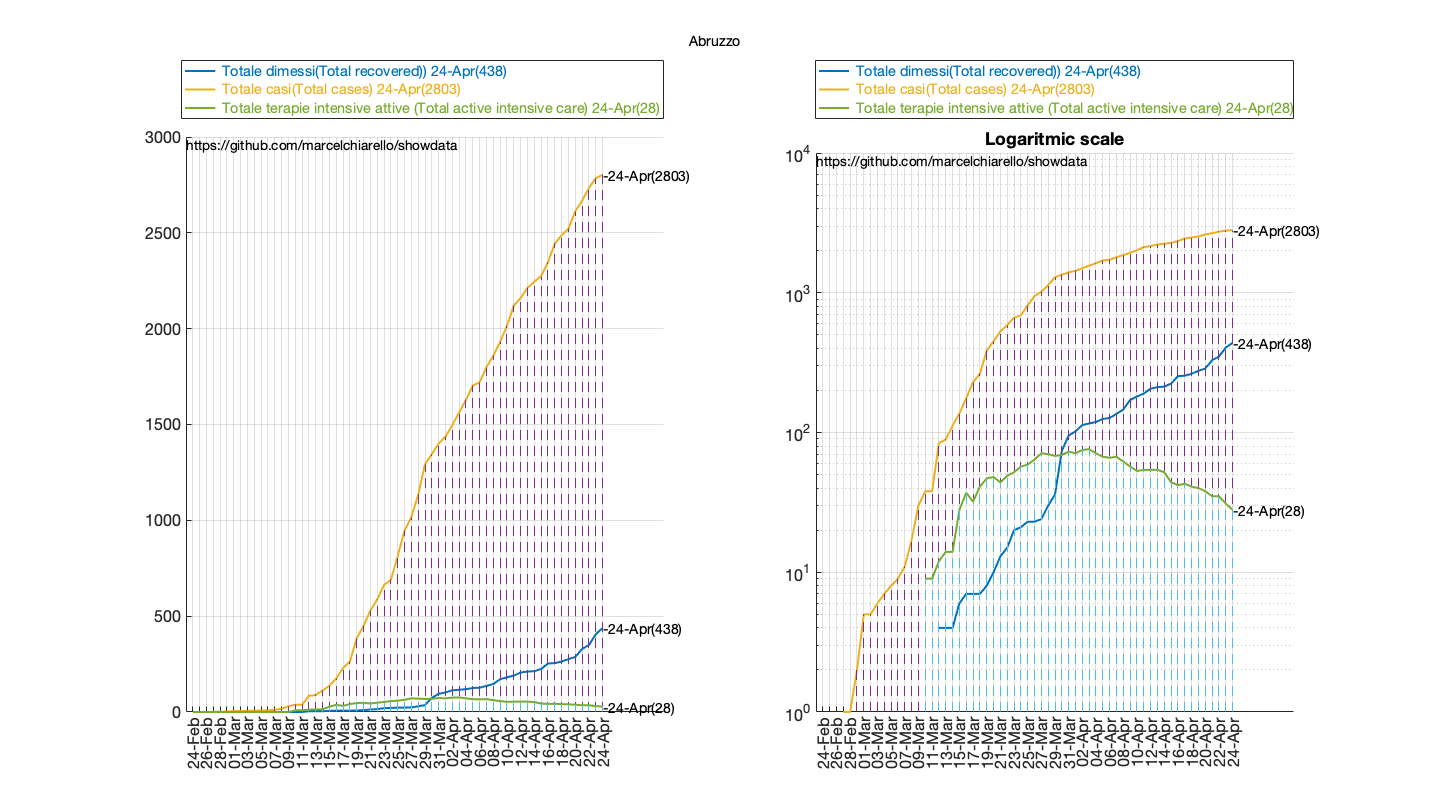 Abruzzo
Totale dimessi(Total recovered)) 24-Apr(438)
Totale casi(Total cases) 24-Apr(2803)
Totale terapie intensive attive (Total active intensive care) 24-Apr(28)
3000
2500
2000
1500
1000
500
0
https://github.com/marcelchiarello/showdata
-24-Apr(2803)
-24-Apr(438)
-24-Apr(28)
24-Feb
26-Feb
28-Feb
01-Mar
03-Mar
05-Mar
07-Mar
09-Mar
11-Mar
13-Mar
15-Mar
17-Mar
19-Mar
21-Mar
23-Mar
25-Mar
27-Mar
29-Mar
31-Mar
02-Apr
04-Apr
06-Apr
08-Apr
10-Apr
12-Apr
14-Apr
16-Apr
18-Apr
20-Apr
22-Apr
24-Apr
Totale dimessi(Total recovered)) 24-Apr(438)
Totale casi(Total cases) 24-Apr(2803)
Totale terapie intensive attive (Total active intensive care) 24-Apr(28)
Logaritmic scale
10^4
10^3
10^2
10^1
10^0
https://github.com/marcelchiarello/showdata
-24-Apr(2803)
-24-Apr(438)
-24-Apr(28)
24-Feb
26-Feb
28-Feb
01-Mar
03-Mar
05-Mar
07-Mar
09-Mar
11-Mar
13-Mar
15-Mar
17-Mar
19-Mar
21-Mar
23-Mar
25-Mar
27-Mar
29-Mar
31-Mar
02-Apr
04-Apr
06-Apr
08-Apr
10-Apr
12-Apr
14-Apr
16-Apr
18-Apr
20-Apr
22-Apr
24-Apr